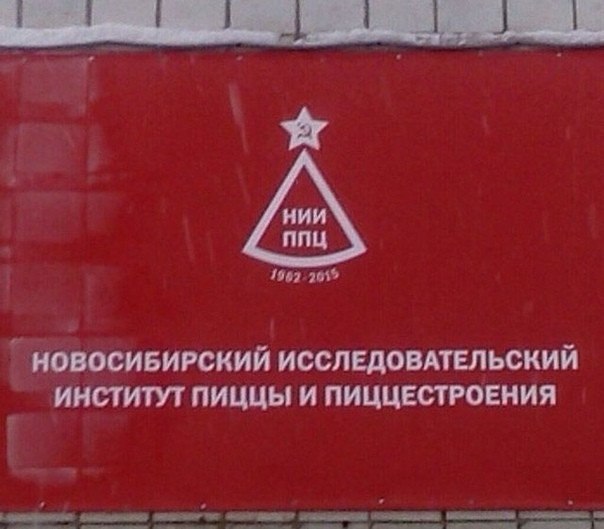 НИИ
ППЦ
1962-2015
НОВОСИБИРСКИЙ ИССЛЕДОВАТЕЛЬСКИЙ
ИНСТИТУТ ПИЦЦЫ И ПИЦЦЕСТРОЕНИЯ